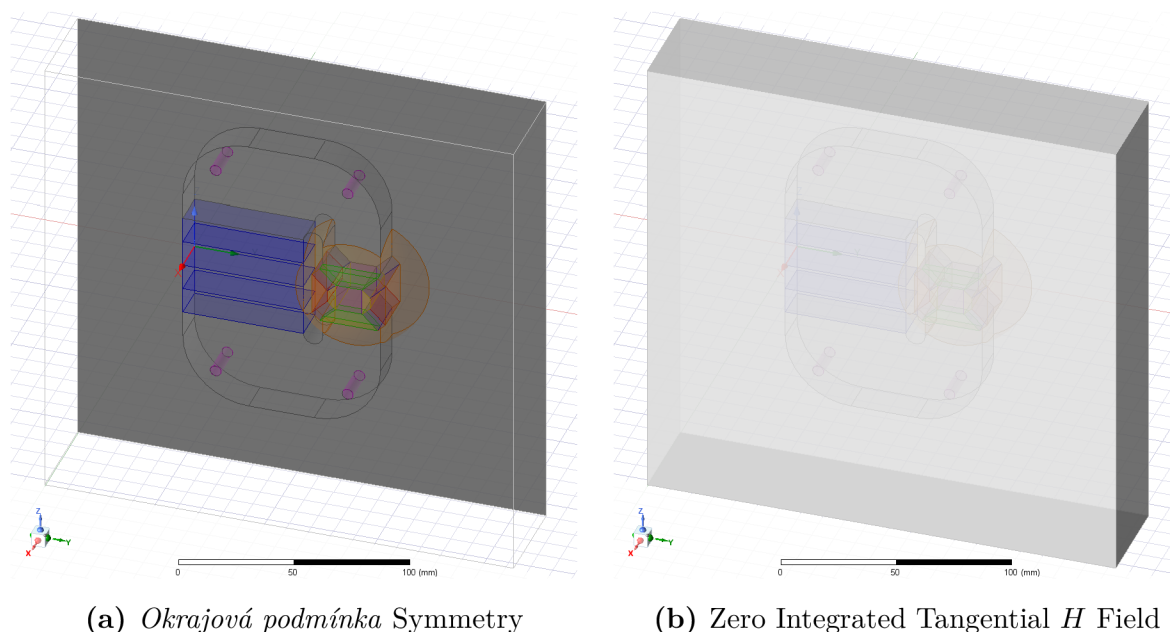 X
Z
Y
X
0
50
100 (mm)
Z
Y
X
0
50
100 (mm)
(a) Okrajová podmínka Symmetry
(b) Zero Integrated Tangential H Field